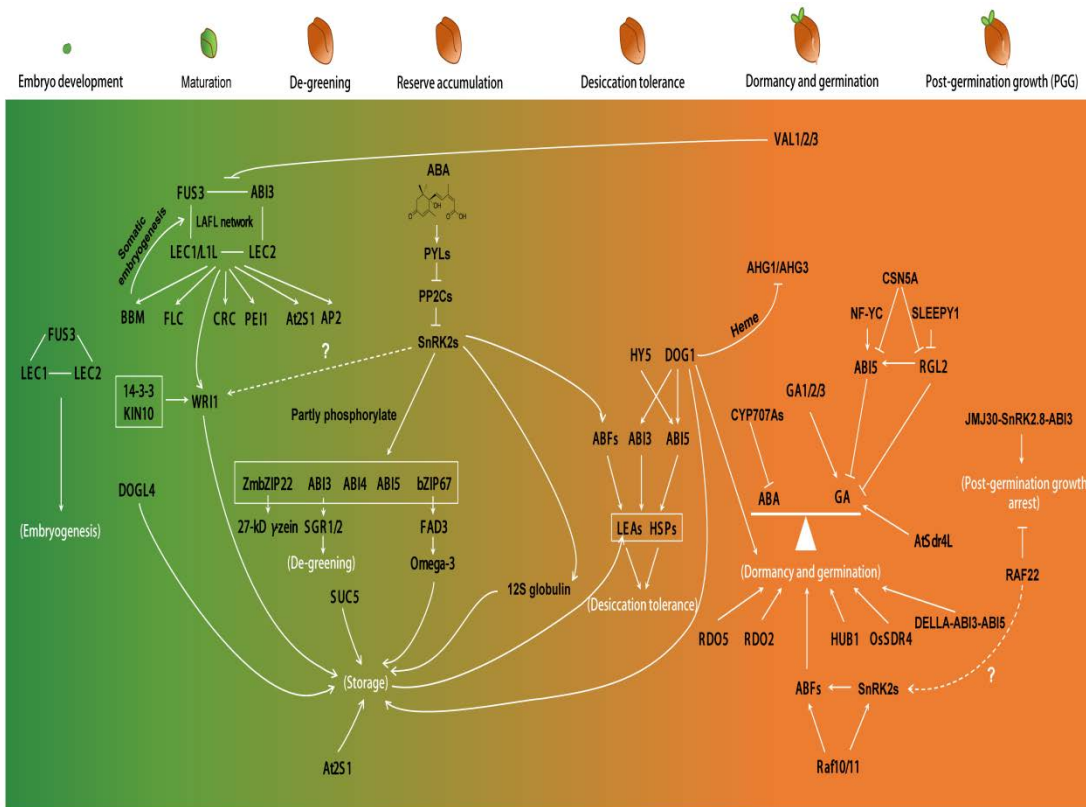 Embryo development
Maturation
De-greening
Reserve accumulation
Desiccation tolerance
Dormancy and germination
Post-germination growth (PGG)
VAL1/2/3
ABA
OH
O
O
OH
FUS3
ABI3
LAFL network
LEC1/L1L
LEC2
Somatic
embryogenesis
PYLs
PP2Cs
SnRK2s
BBM
FLC
CRC
PEI1
At2S1
AP2
FUS3
LEC1
LEC2
(Embryogenesis)
14-3-3
KIN10
WRI1
?
Partly phosphorylate
ZmbZIP22
ABI3
ABI4
ABI5
bZIP67
27-kD γzein
SGR1/2
FAD3
(De-greening)
Omega-3
DOGL4
SUC5
12S globulin
(Storage)
At2S1
AHG1/AHG3
Heme
HY5
DOG1
ABFs
ABI3
ABI5
LEAs
HSPs
(Desiccation tolerance)
CSN5A
NF-YC
SLEEPY1
ABI5
RGL2
GA1/2/3
CYP707As
ABA
GA
AtSdr4L
(Dormancy and germination)
RDO5
RDO2
HUB1
OsSDR4
DELLA-ABI3-ABI5
ABFs
SnRK2s
Raf10/11
?
JMJ30-SnRK2.8-ABI3
(Post-germination growth
arrest)
RAF22